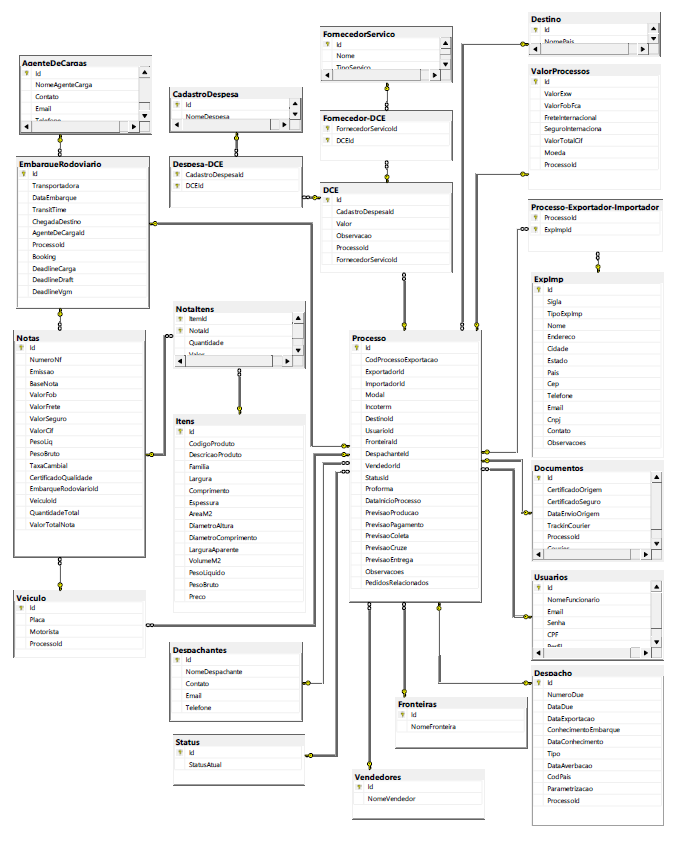 Destino
Id
NomePais
FornecedorServico
Id
Nome
TipoServico
AgenteDeCargas
Id
NomeAgenteCarga
Contato
Email
Telefone
ValorProcessos
Id
ValorExw
ValorFobFca
FreteInternacional
SeguroInternaciona
ValorTotalCif
Moeda
ProcessoId
CadastroDespesa
Id
NomeDespesa
Fornecedor-DCE
FornecedorServicoId
DCEId
EmbarqueRodoviario
Id
Transportadora
DataEmbarque
TransitTime
ChegadaDestino
AgenteDeCargaId
ProcessoId
Booking
DeadlineCarga
DeadlineDraft
DeadlineVgm
Despesa-DCE
CadastroDespesaId
DCEId
DCE
Id
CadastroDespesaId
Valor
Observacao
ProcessoId
FornecedorServicoId
Processo-Exportador-Importador
ProcessoId
ExpImpId
ExpImp
Id
Sigla
TipoExpImp
Nome
Endereco
Cidade
Estado
Pais
Cep
Telefone
Email
Cnpj
Contato
Observacoes
NotaItens
ItemId
NotaId
Quantidade
Valor
Notas
Id
NumeroNf
Emissao
BaseNota
ValorFob
ValorFrete
ValorSeguro
ValorCif
PesoLiq
PesoBruto
TaxaCambial
CertificadoQualidade
EmbarqueRodoviarioId
VeiculoId
QuantidadeTotal
ValorTotalNota
Processo
Id
CodProcessoExportacao
ExportadorId
ImportadorId
Modal
Incoterm
DestinoId
UsuarioId
FronteiraId
DespachanteId
VendedorId
StatusId
Proforma
DataInicioProcesso
PrevisaoProducao
PrevisaoPagamento
PrevisaoColeta
PrevisaoCruze
PrevisaoEntrega
Observacoes
PedidosRelacionados
Itens
Id
CodigoProduto
DescricaoProduto
Familia
Largura
Comprimento
Espessura
AreaM2
DiametroAltura
DiametroComprimento
LarguraAparente
VolumeM2
PesoLiquido
PesoBruto
Preco
Documentos
Id
CertificadoOrigem
CertificadoSeguro
DataEnvioOrigem
TrackinCourier
ProcessoId
Courier
Usuarios
Id
NomeFuncionario
Email
Senha
CPF
Perfil
Veiculo
Id
Placa
Motorista
ProcessoId
Despachantes
Id
NomeDespachante
Contato
Email
Telefone
Despacho
Id
NumeroDue
DataDue
DataExportacao
ConhecimentoEmbarque
DataConhecimento
Tipo
DataAverbacao
CodPais
Parametrizacao
ProcessoId
Fronteiras
Id
NomeFronteira
Status
Id
StatusAtual
Vendedores
Id
NomeVendedor